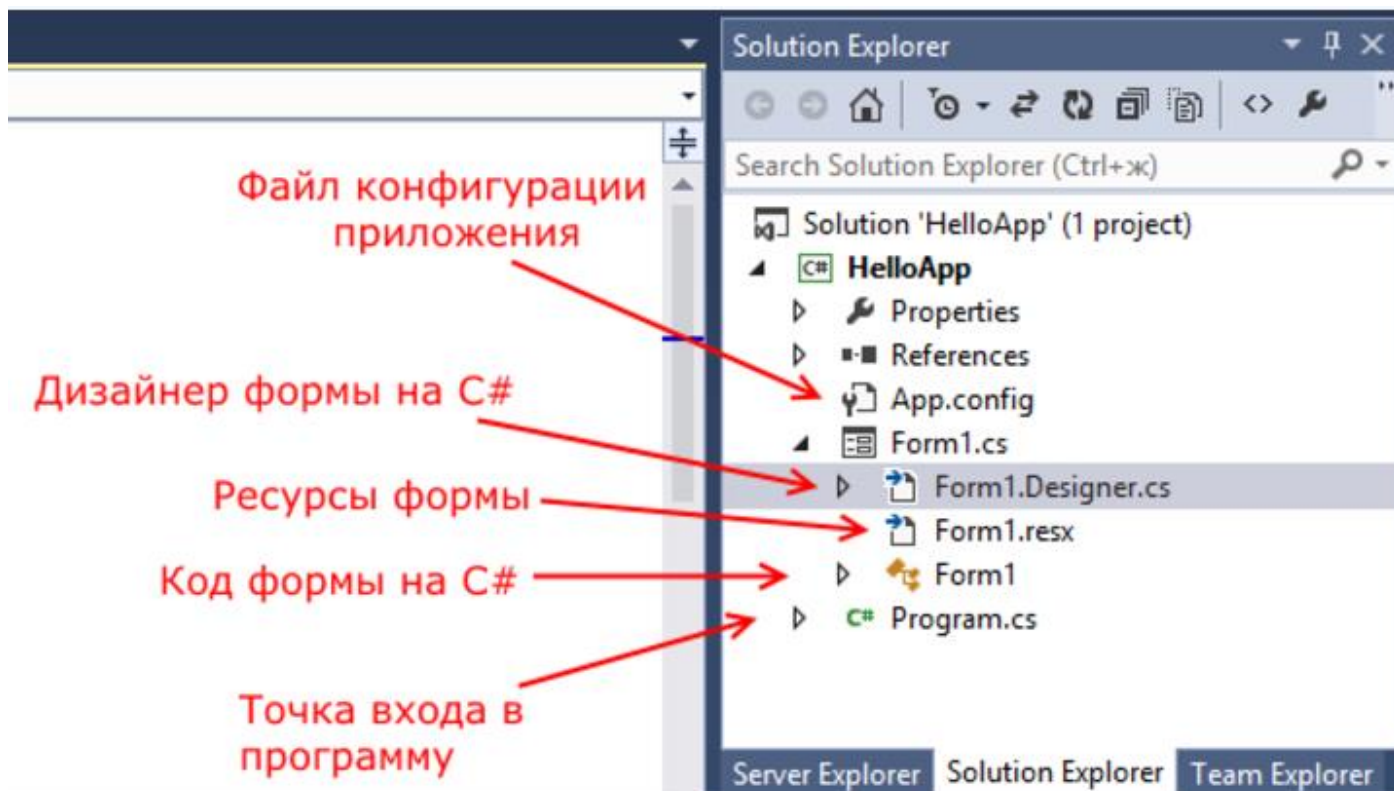 Solution Explorer
Search Solution Explorer (Ctrl+ж)
Файл конфигурации
приложения
Дизайнер формы на C#
Ресурсы формы
Код формы на C#
Точка входа в
программу
Solution 'HelloApp' (1 project)
C# HelloApp
Properties
References
App.config
Form1.cs
Form1.Designer.cs
Form1.resx
Form1
C# Program.cs
Server Explorer Solution Explorer Team Explorer